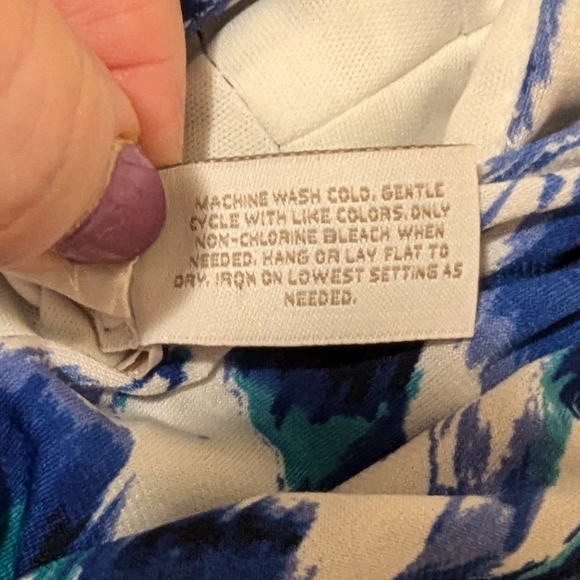 MACHINE WASH COLD, GENTLE
CYCLE WITH LIKE COLORS, ONLY
NON-CHLORINE BLEACH WHEN
NEEDED. HANG OR LAY FLAT TO
DRY. IRON ON LOWEST SETTING AS
NEEDED.